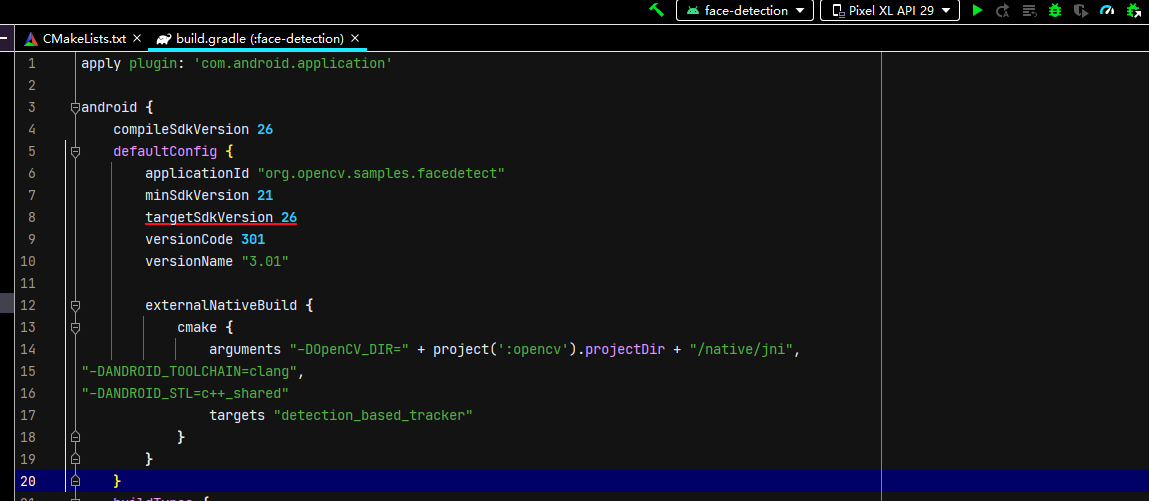 face-detection Pixel XL API 29
CMakeLists.txt build.gradle (:face-detection)
1 apply plugin: 'com.android.application'
2
3 android {
4 compileSdkVersion 26
5 defaultConfig {
6 applicationId "org.opencv.samples.facedetect"
7 minSdkVersion 21
8 targetSdkVersion 26
9 versionCode 301
10 versionName "3.01"
11
12 externalNativeBuild {
13 cmake {
14 arguments "-DOpenCV_DIR=" + project(':opencv').projectDir + "/native/jni",
15 "-DANDROID_TOOLCHAIN=clang",
16 "-DANDROID_STL=c++_shared"
17 targets "detection_based_tracker"
18 }
19 }
20 }
21 buildTypes {